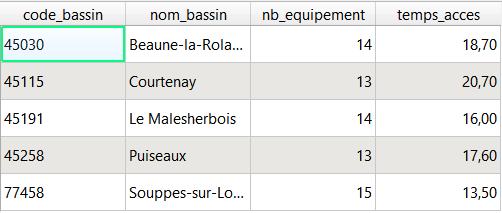 code_bassin nom_bassin nb_equipement temps_acces
45030 Beaune-la-Rola... 14 18,70
45115 Courtenay 13 20,70
45191 Le Malesherbois 14 16,00
45258 Puiseaux 13 17,60
77458 Souppes-sur-Lo... 15 13,50